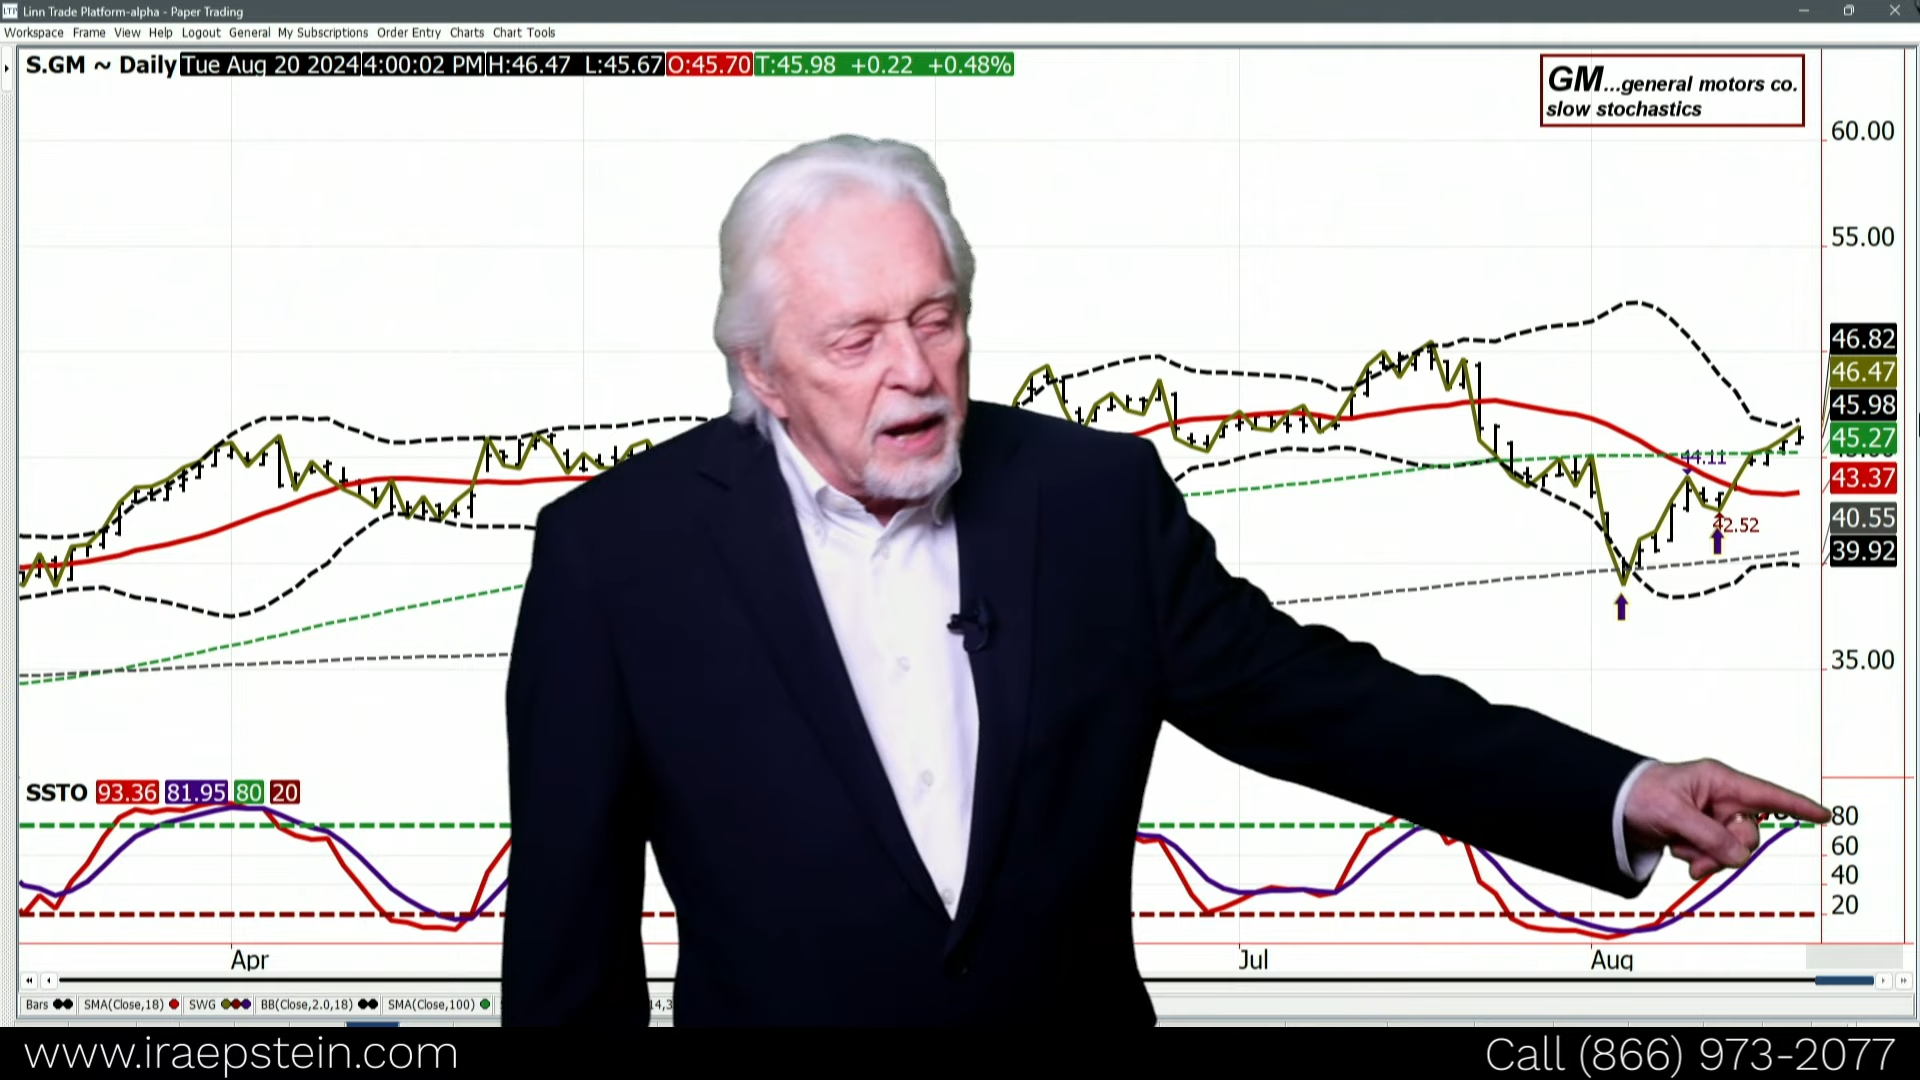 Linn Trade Platform-alpha - Paper Trading
Workspace Frame View Help Logout General My Subscriptions Order Entry Charts Chart Tools
S.GM ~ Daily Tue Aug 20 2024 4:00:02 PM H:46.47 L:45.67 O:45.70 T:45.98 +0.22 +0.48%
GM...general motors co.
slow stochastics
60.00
55.00
46.82
46.47
45.98
45.27
43.37
40.55
39.92
35.00
44.11
42.52
SSTO 93.36 81.95 80 20
80
60
40
20
Apr Jul Aug
Bars SMA(Close,18) SWG BB(Close,2.0,18) SMA(Close,100)
www.iraepstein.com Call (866) 973-2077